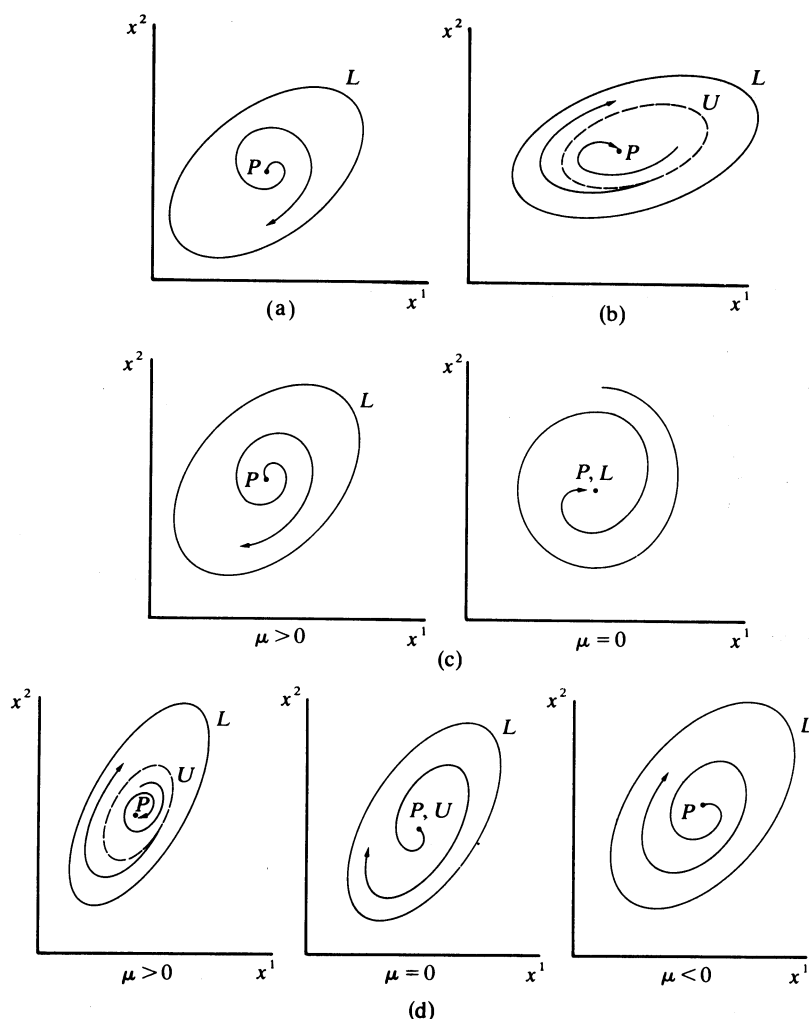 x² x²
L L
U
P P
x¹ x¹
(a) (b)
x² x²
L
P P, L
μ > 0 x¹ μ = 0 x¹
(c)
x² x² x²
L L L
U
P P, U P
μ > 0 x¹ μ = 0 x¹ μ < 0 x¹
(d)